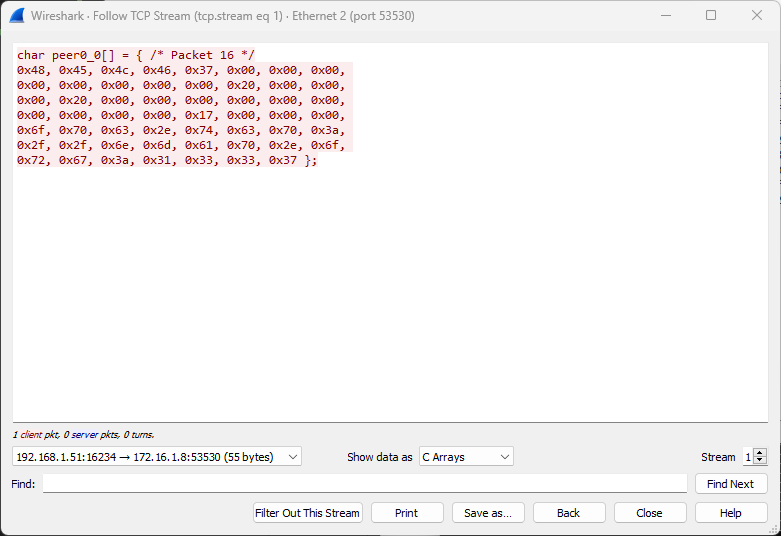 Wireshark · Follow TCP Stream (tcp.stream eq 1) · Ethernet 2 (port 53530)
char peer0_0[] = { /* Packet 16 */
0x48, 0x45, 0x4c, 0x46, 0x37, 0x00, 0x00, 0x00,
0x00, 0x00, 0x00, 0x00, 0x00, 0x20, 0x00, 0x00,
0x00, 0x20, 0x00, 0x00, 0x00, 0x00, 0x00, 0x00,
0x00, 0x00, 0x00, 0x00, 0x17, 0x00, 0x00, 0x00,
0x6f, 0x70, 0x63, 0x2e, 0x74, 0x63, 0x70, 0x3a,
0x2f, 0x2f, 0x6e, 0x6d, 0x61, 0x70, 0x2e, 0x6f,
0x72, 0x67, 0x3a, 0x31, 0x33, 0x33, 0x37 };
1 client pkt, 0 server pkts, 0 turns.
192.168.1.51:16234 → 172.16.1.8:53530 (55 bytes) Show data as C Arrays Stream 1
Find: Find Next
Filter Out This Stream Print Save as... Back Close Help